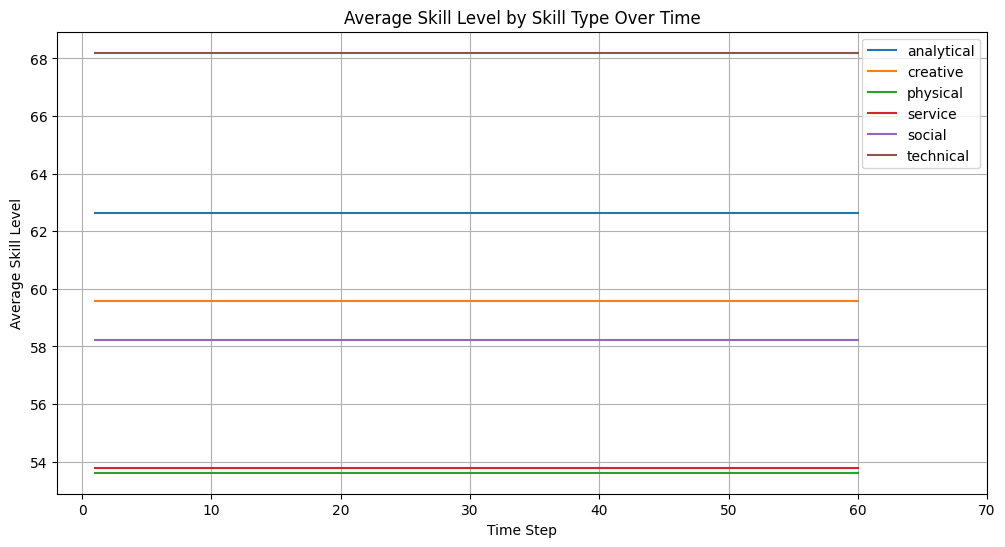 Average Skill Level by Skill Type Over Time
Average Skill Level
68
66
64
62
60
58
56
54
analytical
creative
physical
service
social
technical
0 10 20 30 40 50 60 70
Time Step